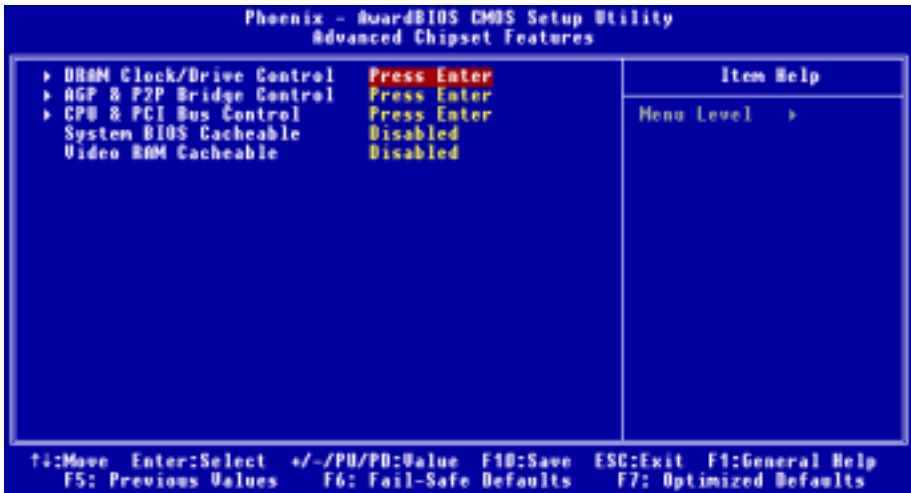 Phoenix - AwardBIOS CMOS Setup Utility
Advanced Chipset Features
DRAM Clock/Drive Control Press Enter
AGP & P2P Bridge Control Press Enter
CPU & PCI Bus Control Press Enter
System BIOS Cacheable Disabled
Video RAM Cacheable Disabled
Item Help
Menu Level ▸
↑↓:Move Enter:Select +/-/PU/PD:Value F10:Save ESC:Exit F1:General Help
F5: Previous Values F6: Fail-Safe Defaults F7: Optimized Defaults